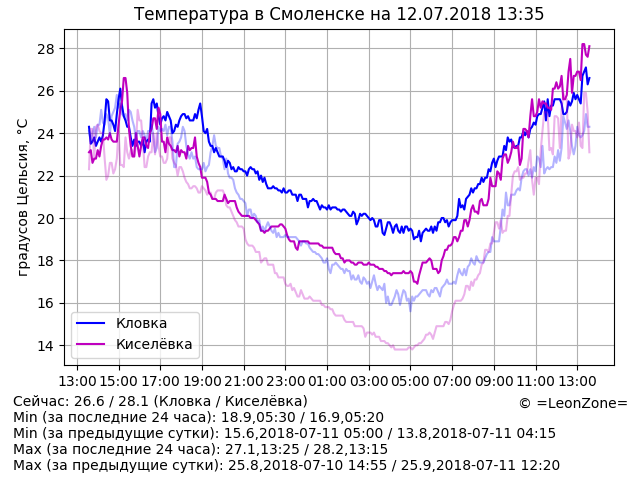 Температура в Смоленске на 12.07.2018 13:35
градусов Цельсия, °C
28
26
24
22
20
18
16
14
Кловка
Киселёвка
13:00 15:00 17:00 19:00 21:00 23:00 01:00 03:00 05:00 07:00 09:00 11:00 13:00
Сейчас: 26.6 / 28.1 (Кловка / Киселёвка)
© =LeonZone=
Min (за последние 24 часа): 18.9,05:30 / 16.9,05:20
Min (за предыдущие сутки): 15.6,2018-07-11 05:00 / 13.8,2018-07-11 04:15
Max (за последние 24 часа): 27.1,13:25 / 28.2,13:15
Max (за предыдущие сутки): 25.8,2018-07-10 14:55 / 25.9,2018-07-11 12:20